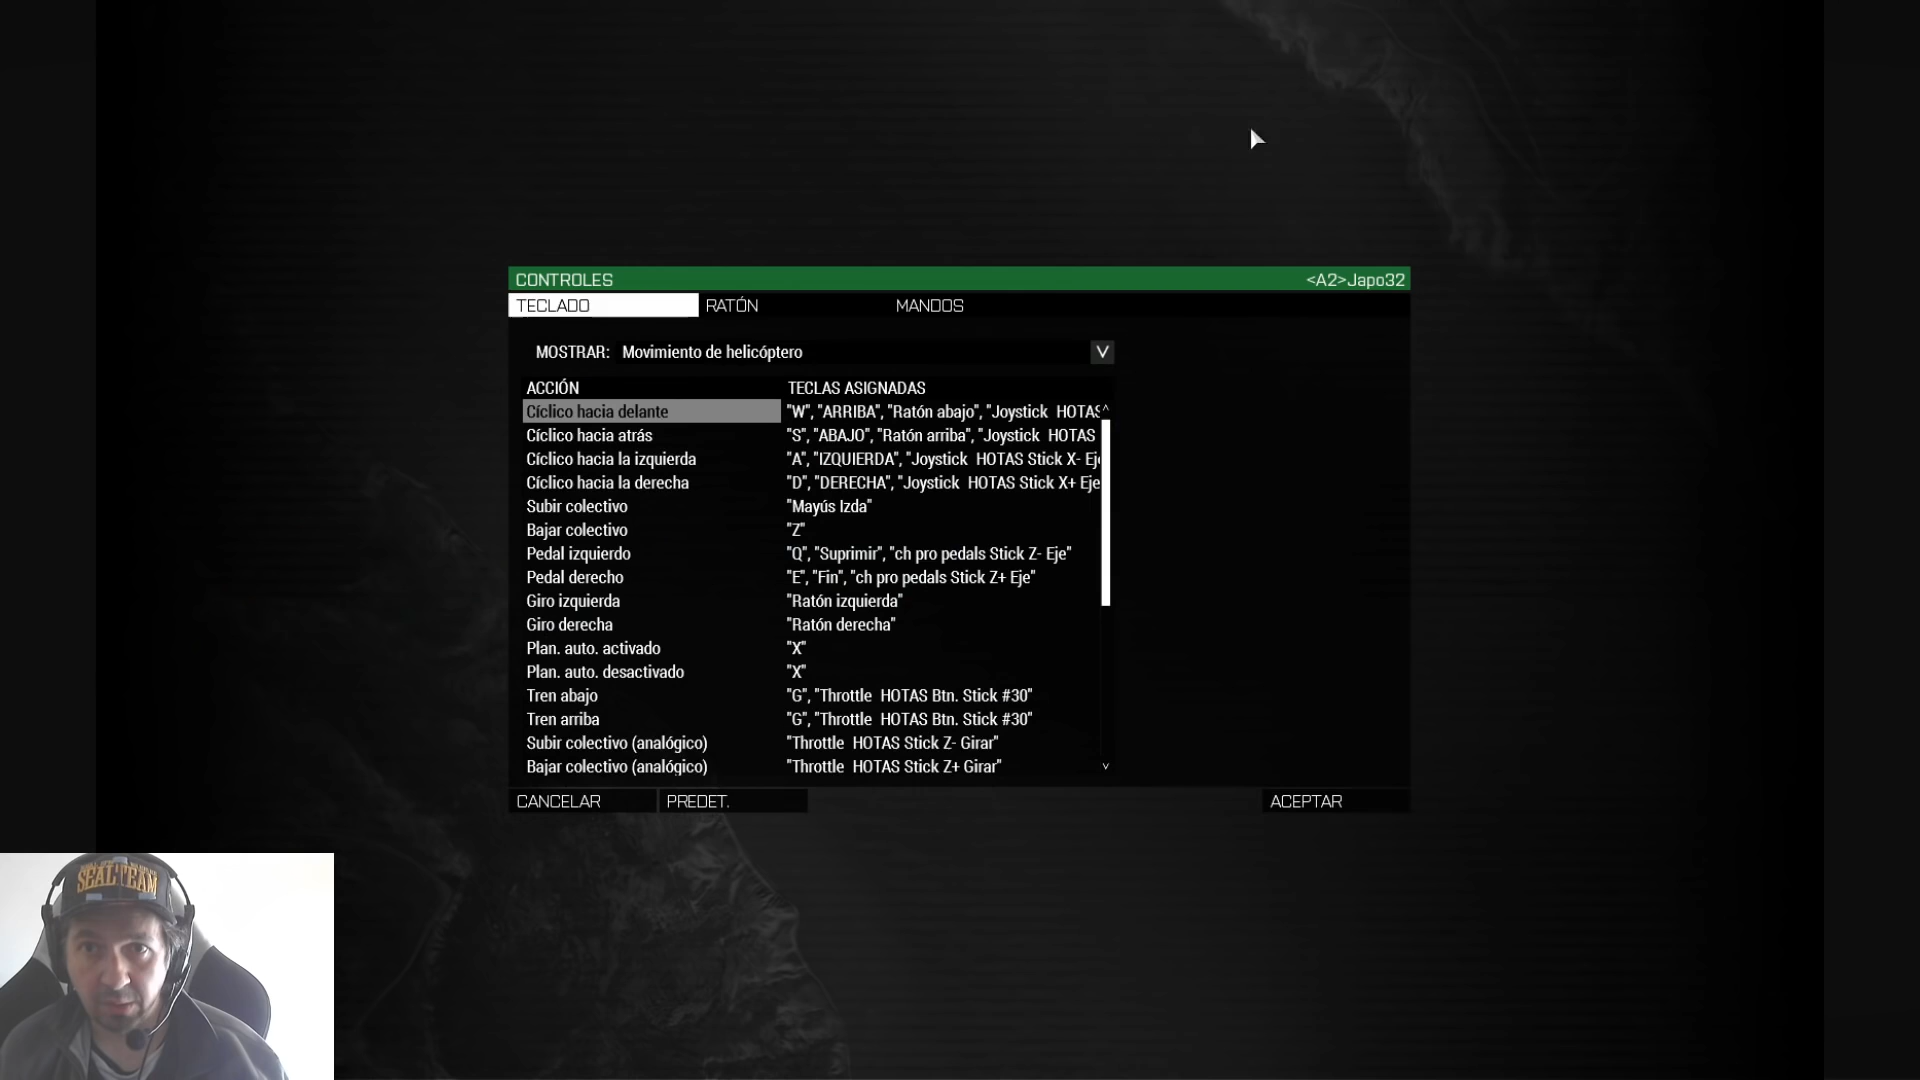 CONTROLES <A2>Japo32
TECLADO RATÓN MANDOS
MOSTRAR: Movimiento de helicóptero V
ACCIÓN TECLAS ASIGNADAS
Cíclico hacia delante "W", "ARRIBA", "Ratón abajo", "Joystick HOTAS
Cíclico hacia atrás "S", "ABAJO", "Ratón arriba", "Joystick HOTAS
Cíclico hacia la izquierda "A", "IZQUIERDA", "Joystick HOTAS Stick X- Eje
Cíclico hacia la derecha "D", "DERECHA", "Joystick HOTAS Stick X+ Eje
Subir colectivo "Mayús Izda"
Bajar colectivo "Z"
Pedal izquierdo "Q", "Suprimir", "ch pro pedals Stick Z- Eje"
Pedal derecho "E", "Fin", "ch pro pedals Stick Z+ Eje"
Giro izquierda "Ratón izquierda"
Giro derecha "Ratón derecha"
Plan. auto. activado "X"
Plan. auto. desactivado "X"
Tren abajo "G", "Throttle HOTAS Btn. Stick #30"
Tren arriba "G", "Throttle HOTAS Btn. Stick #30"
Subir colectivo (analógico) "Throttle HOTAS Stick Z- Girar"
Bajar colectivo (analógico) "Throttle HOTAS Stick Z+ Girar"
CANCELAR PREDET. ACEPTAR
SEAL TEAM